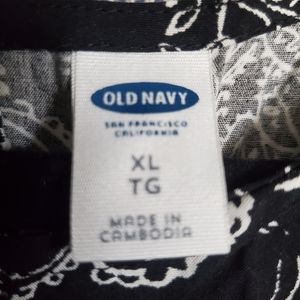 OLD NAVY
SAN FRANCISCO
CALIFORNIA
XL
TG
MADE IN
CAMBODIA